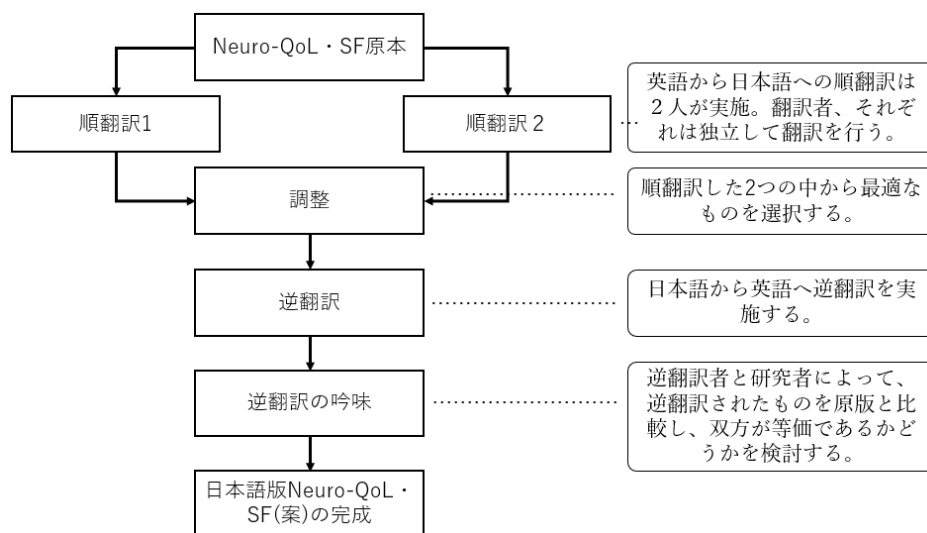 Neuro-QoL・SF原本
順翻訳1
順翻訳２
英語から日本語への順翻訳は
２人が実施。翻訳者、それぞ
れは独立して翻訳を行う。
調整
順翻訳した2つの中から最適な
ものを選択する。
逆翻訳
日本語から英語へ逆翻訳を実
施する。
逆翻訳の吟味
逆翻訳者と研究者によって、
逆翻訳されたものを原版と比
較し、双方が等価であるかど
うかを検討する。
日本語版Neuro-QoL・
SF(案)の完成